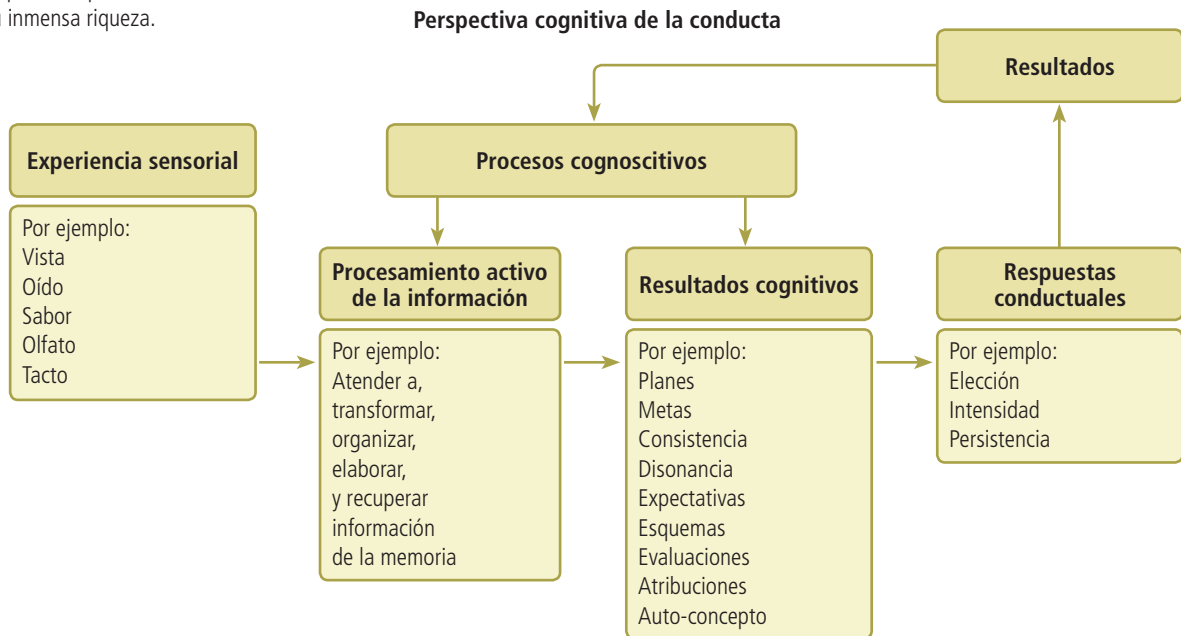 inmensa riqueza.
Perspectiva cognitiva de la conducta
Resultados
Experiencia sensorial
Por ejemplo:
Vista
Oído
Sabor
Olfato
Tacto
Procesos cognoscitivos
Procesamiento activo
de la información
Por ejemplo:
Atender a,
transformar,
organizar,
elaborar,
y recuperar
información
de la memoria
Resultados cognitivos
Por ejemplo:
Planes
Metas
Consistencia
Disonancia
Expectativas
Esquemas
Evaluaciones
Atribuciones
Auto-concepto
Respuestas
conductuales
Por ejemplo:
Elección
Intensidad
Persistencia